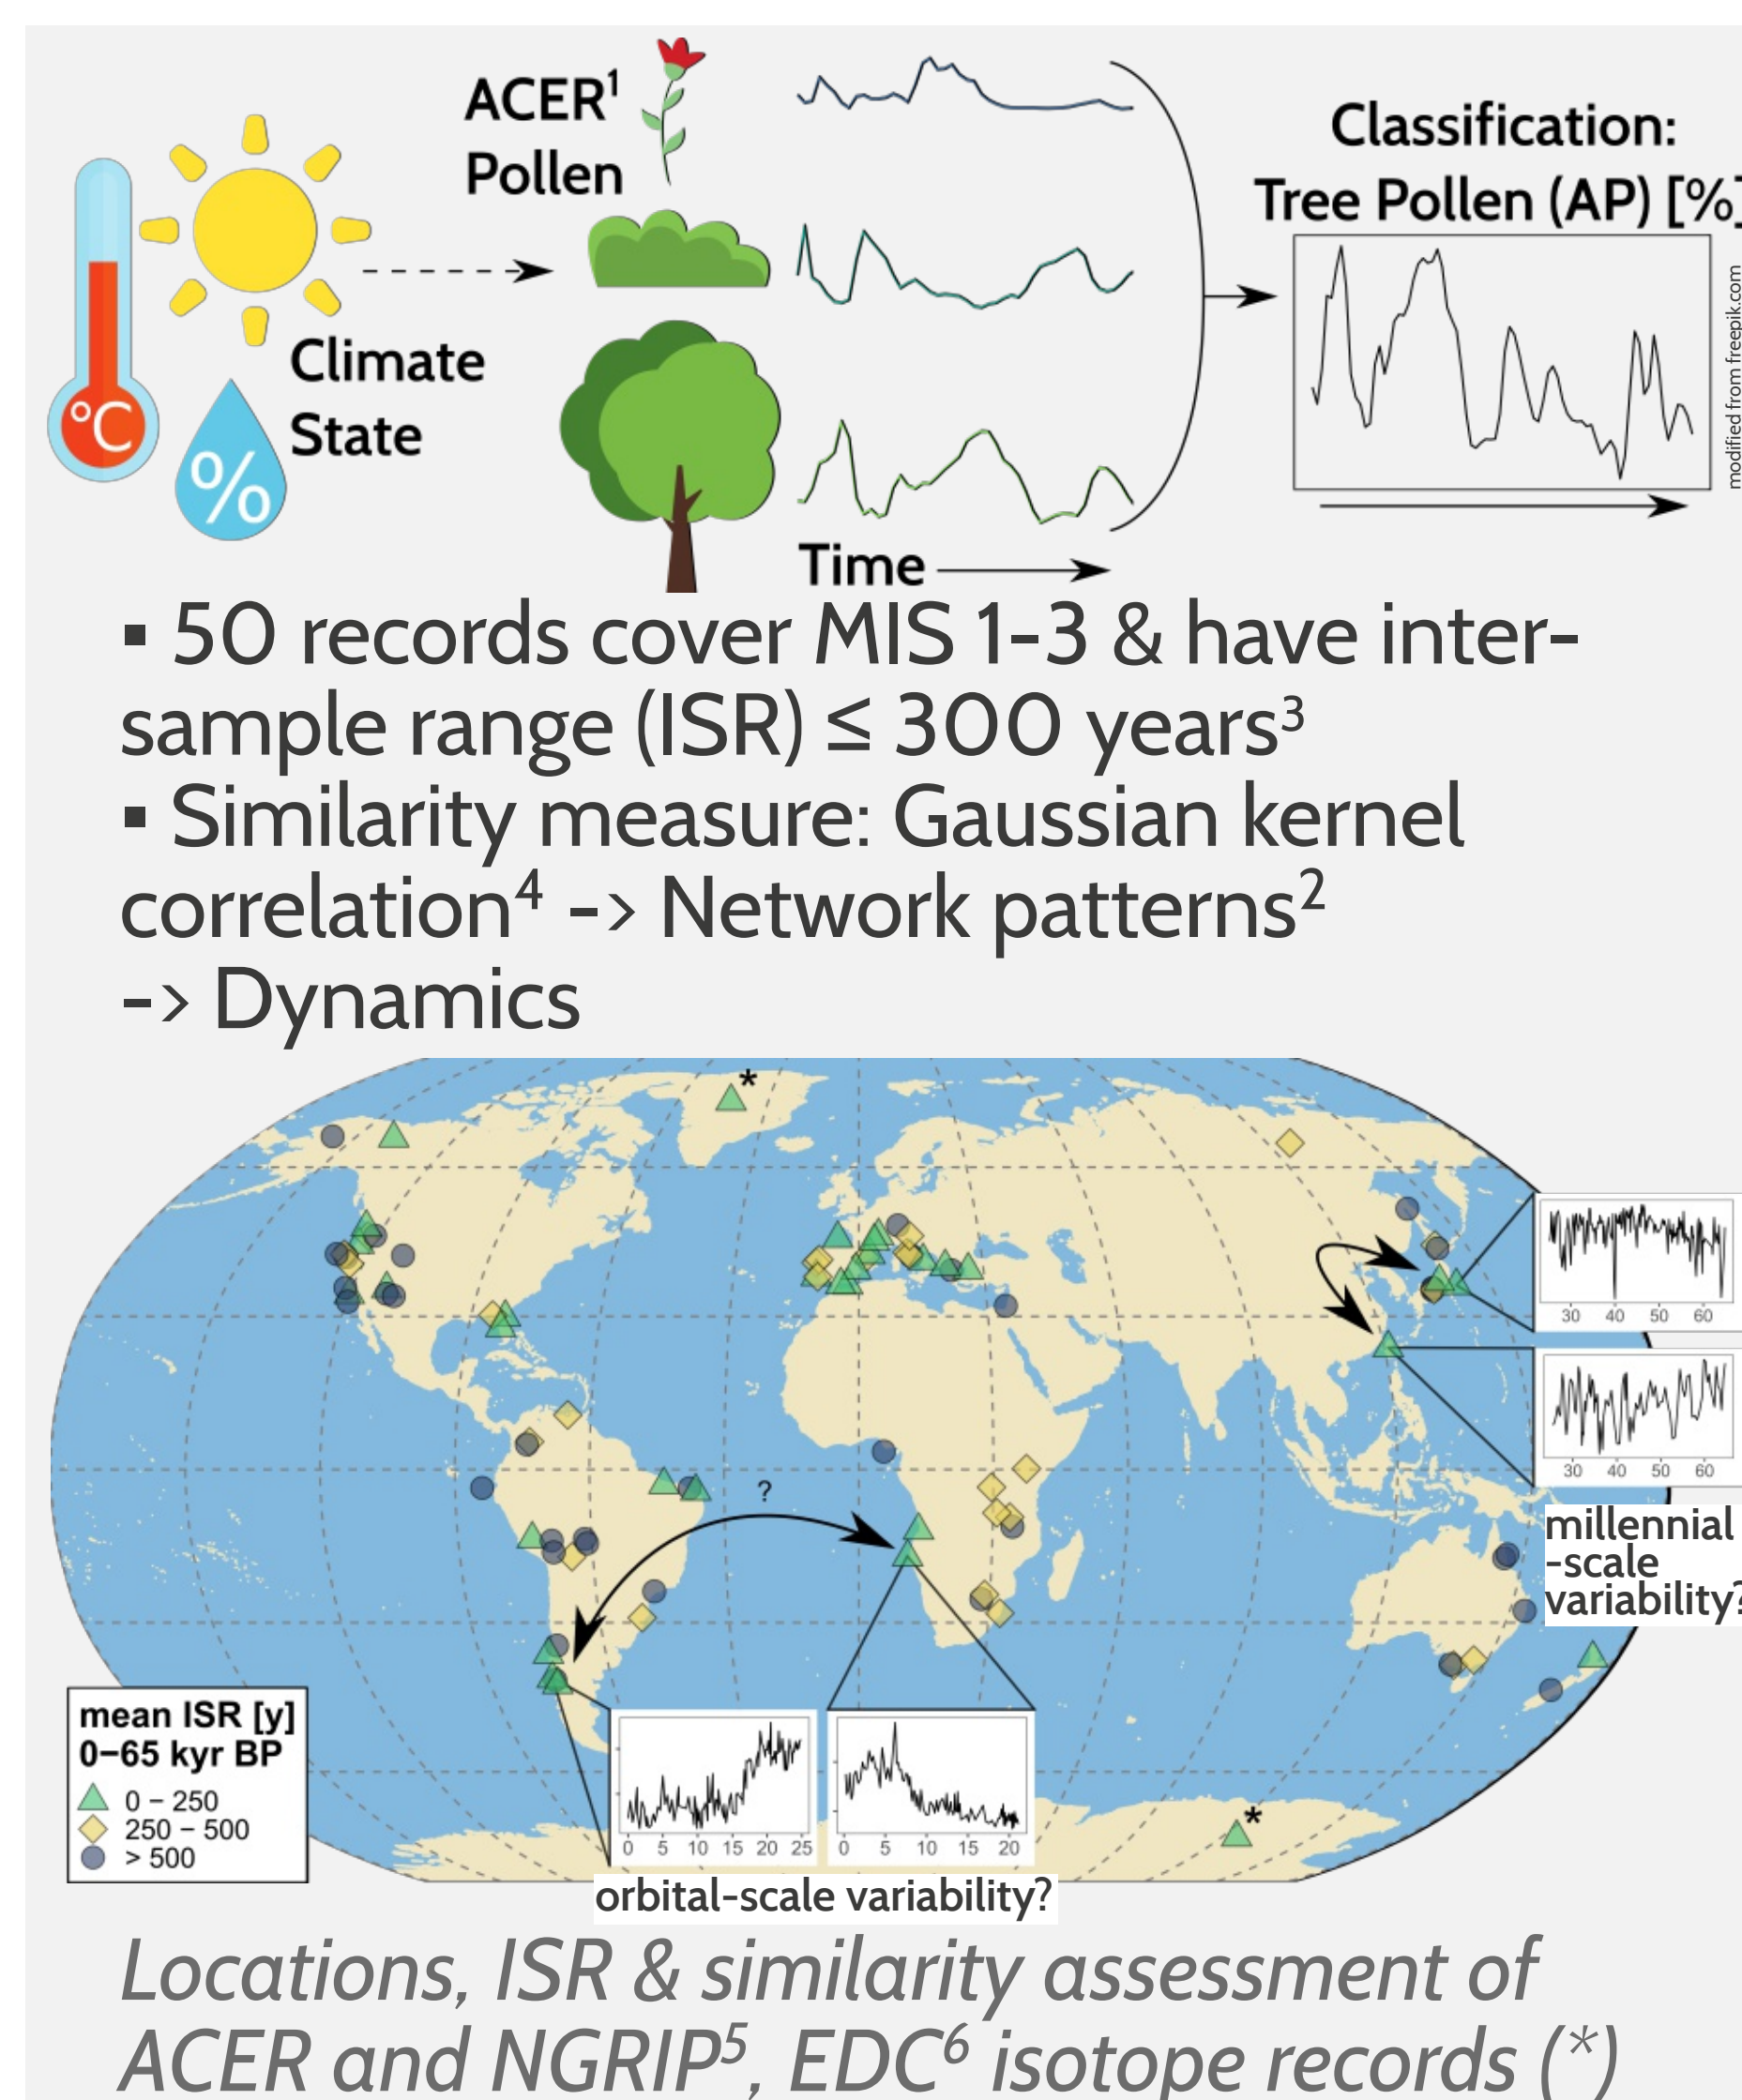 ACER¹
Pollen
Classification:
Tree Pollen (AP) [%]
modified from freepik.com
°C
%
Climate
State
Time
▪ 50 records cover MIS 1-3 & have inter-
sample range (ISR) ≤ 300 years³
▪ Similarity measure: Gaussian kernel
correlation⁴ -> Network patterns²
-> Dynamics
*
30 40 50 60
30 40 50 60
?
millennial
-scale
variability?
mean ISR [y]
0−65 kyr BP
0 − 250
250 − 500
> 500
0 5 10 15 20 25
0 5 10 15 20
*
orbital-scale variability?
Locations, ISR & similarity assessment of
ACER and NGRIP⁵, EDC⁶ isotope records (*)